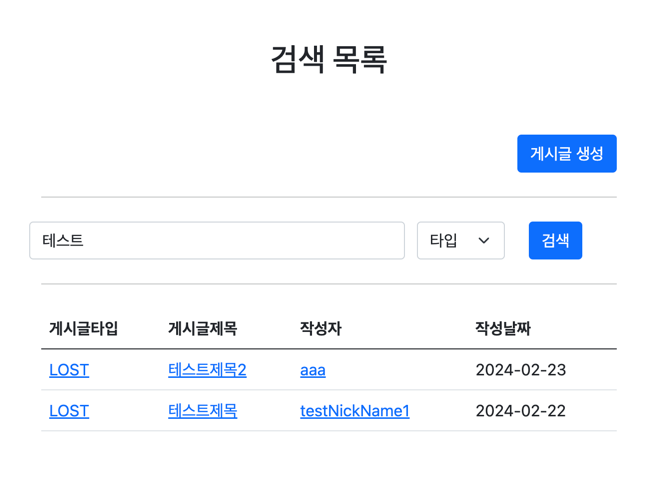 검색 목록
게시글 생성
테스트 타입 검색
게시글타입 게시글제목 작성자 작성날짜
LOST 테스트제목2 aaa 2024-02-23
LOST 테스트제목 testNickName1 2024-02-22